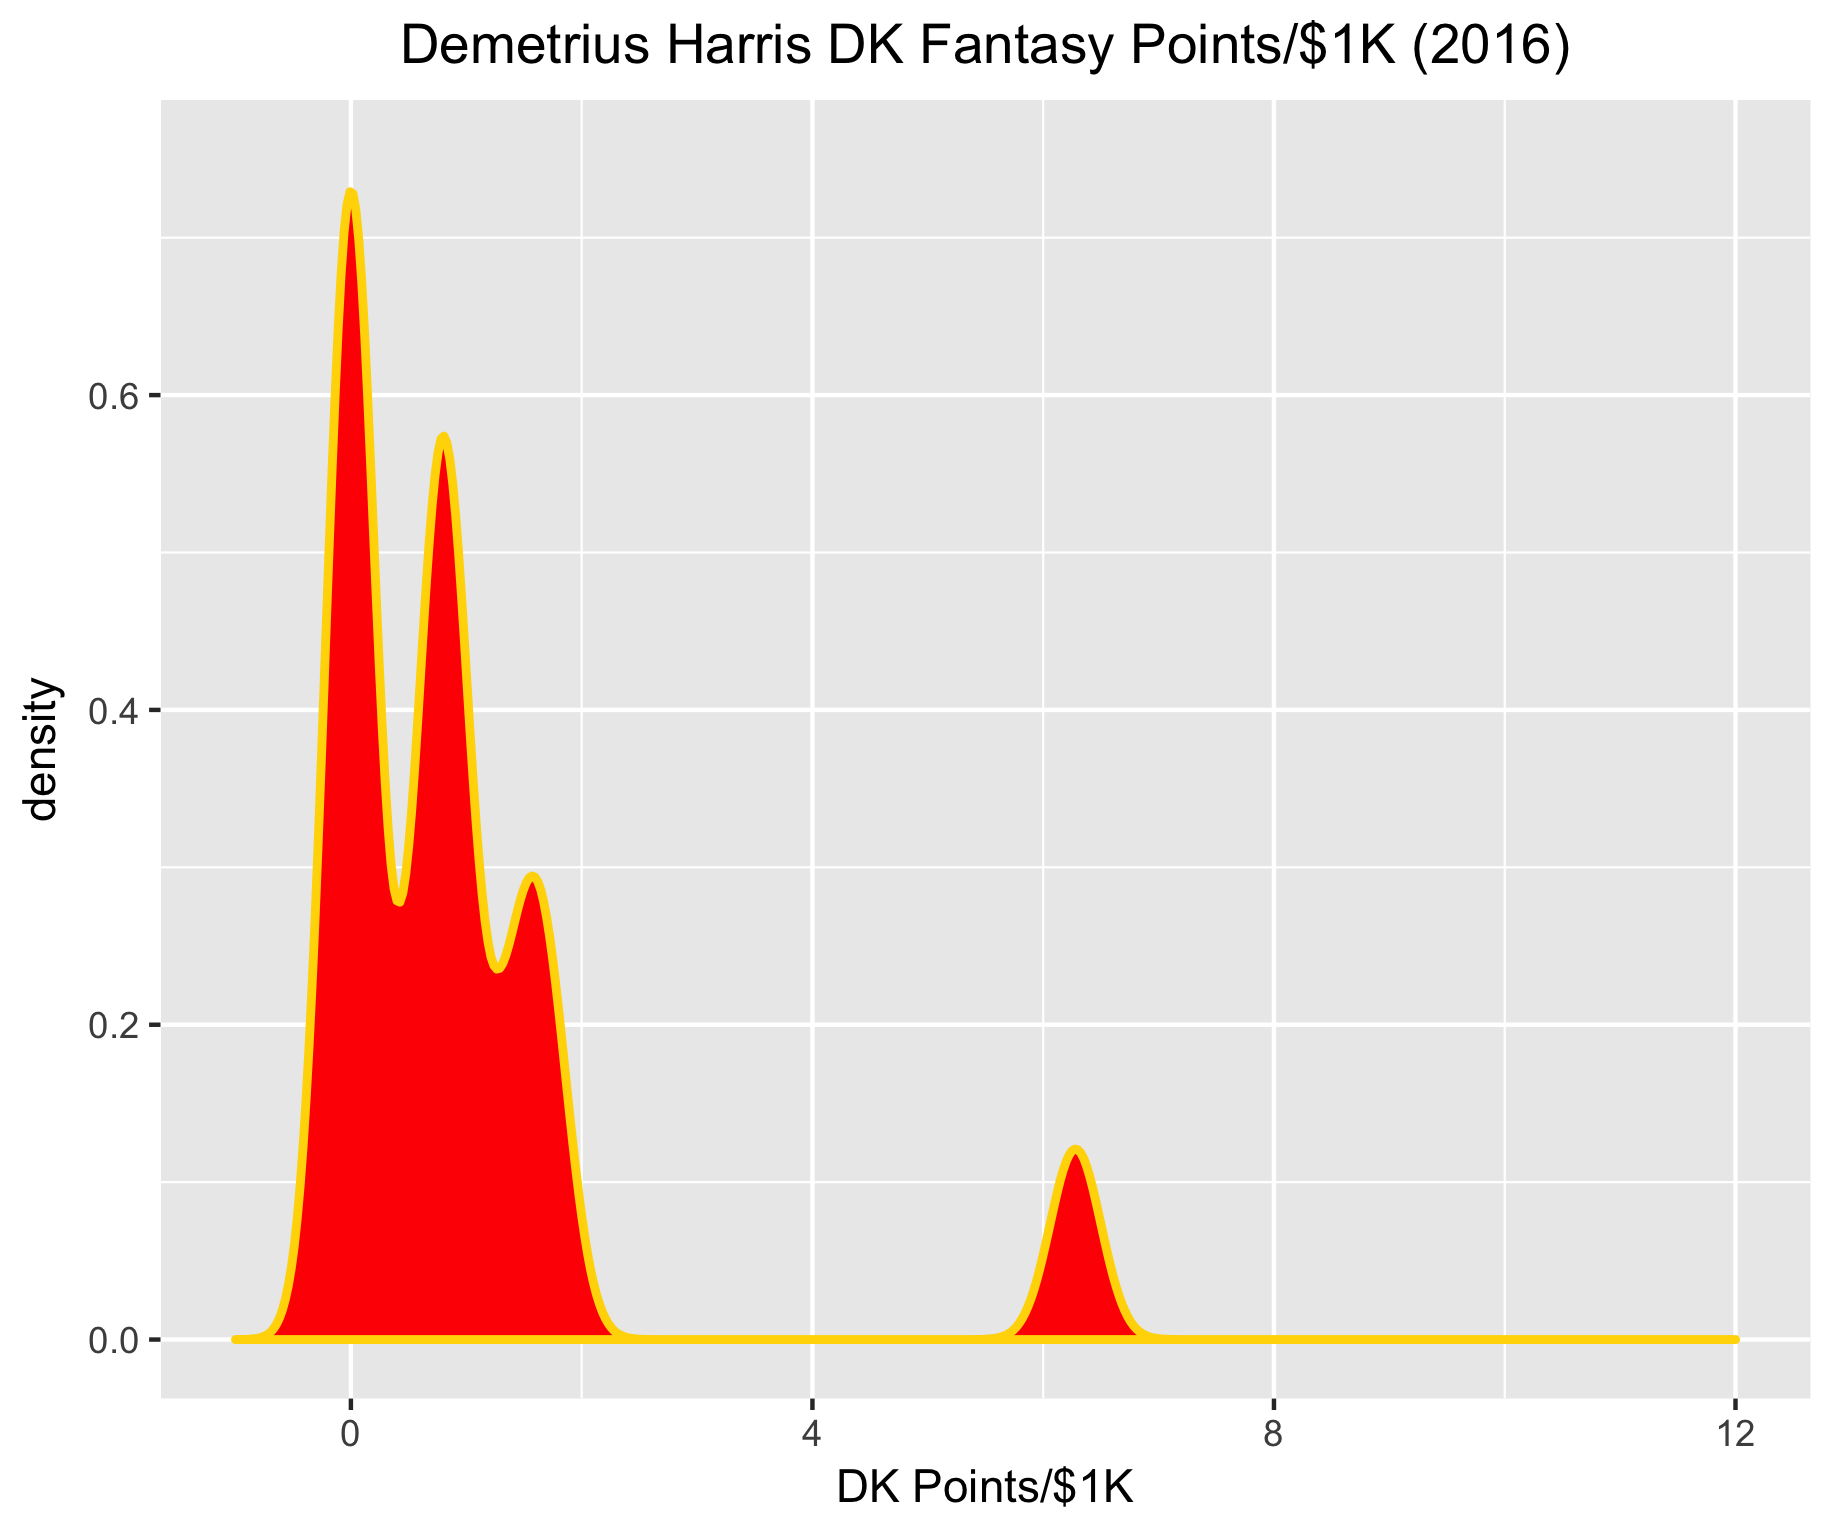 Demetrius Harris DK Fantasy Points/$1K (2016)
density
0.6
0.4
0.2
0.0
0 4 8 12
DK Points/$1K